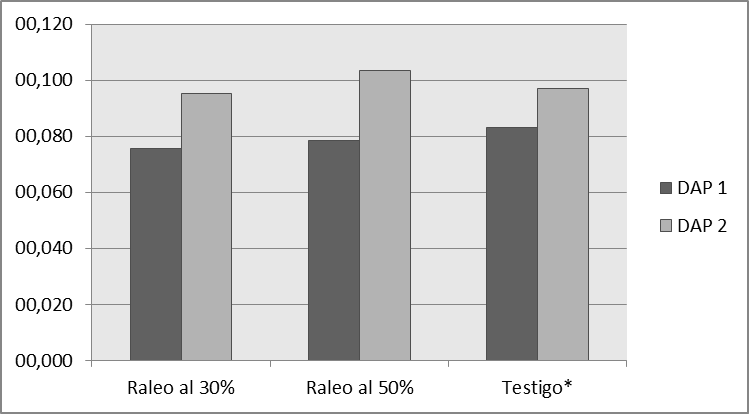 00,120
00,100
00,080
00,060
00,040
00,020
00,000
Raleo al 30%
Raleo al 50%
Testigo*
DAP 1
DAP 2